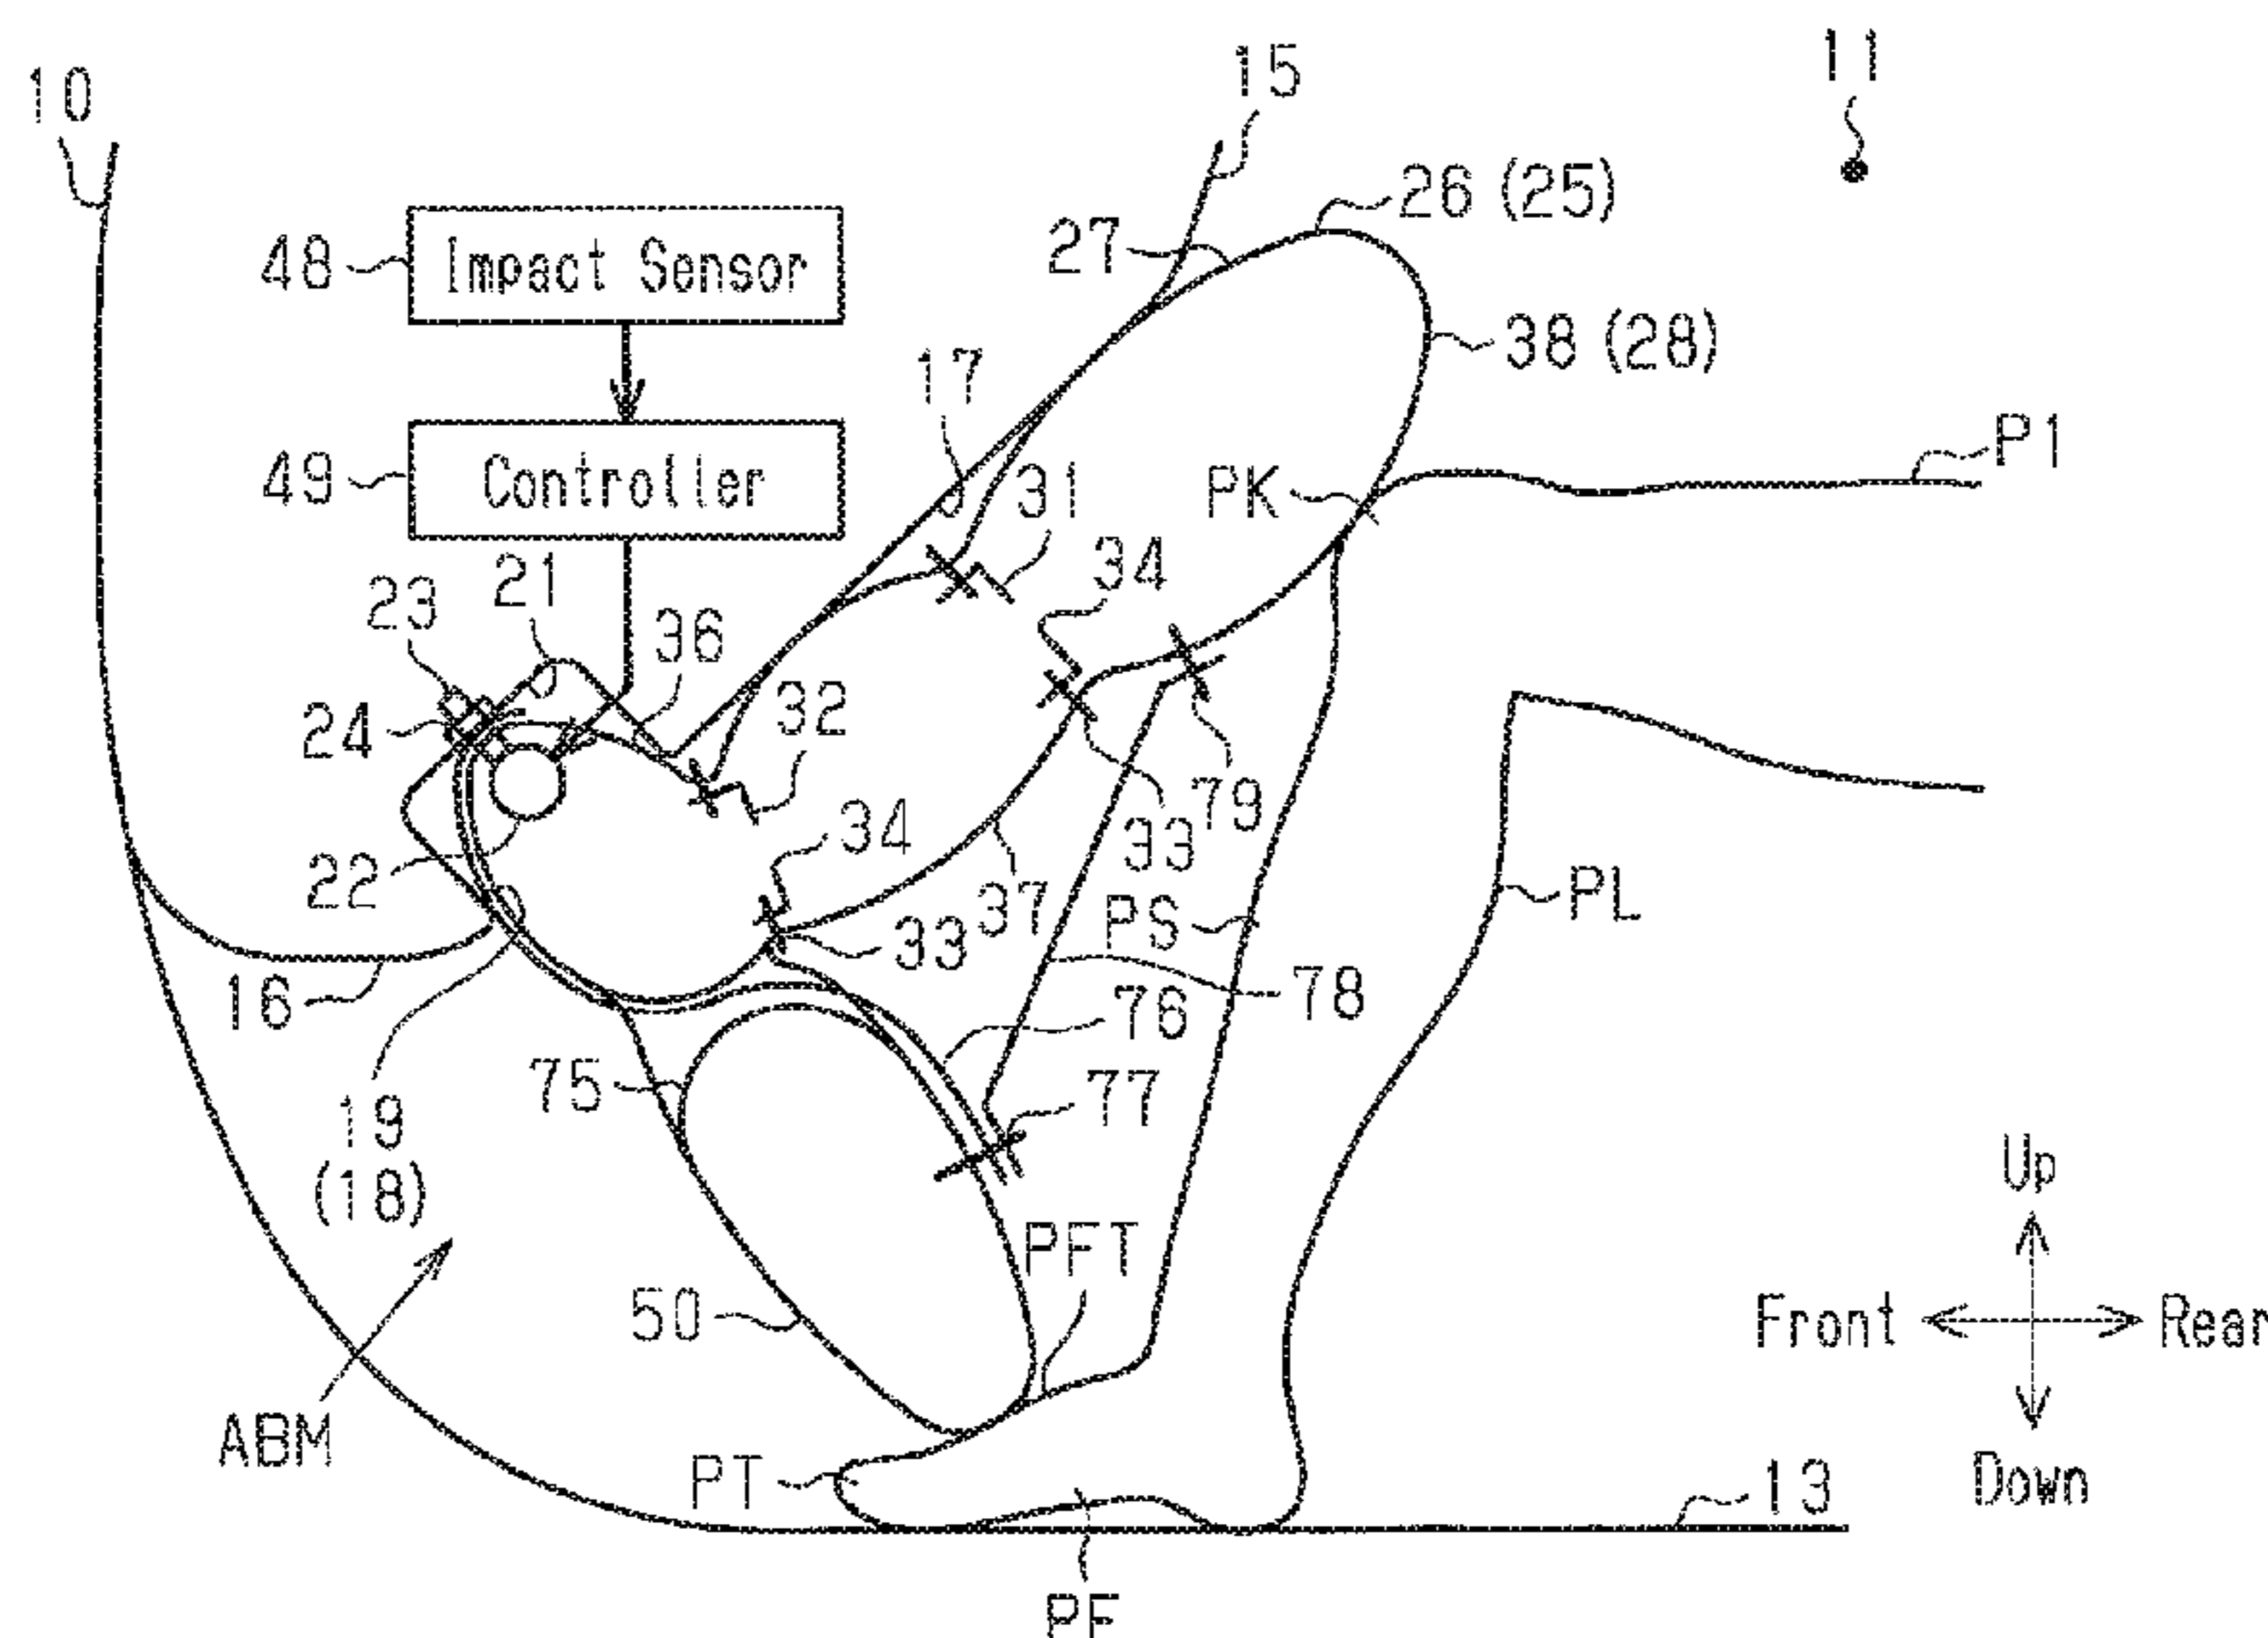 11
15
10
26 (25)
27
48
Impact Sensor
38 (28)
17
P1
49
Controller
PK
31
34
21
23
36
32
24
79
34
33
22
37
PS
PL
33
16
78
76
75
77
19
(18)
Up
PFT
50
Front
Rear
ABM
PT
Down
13
PF